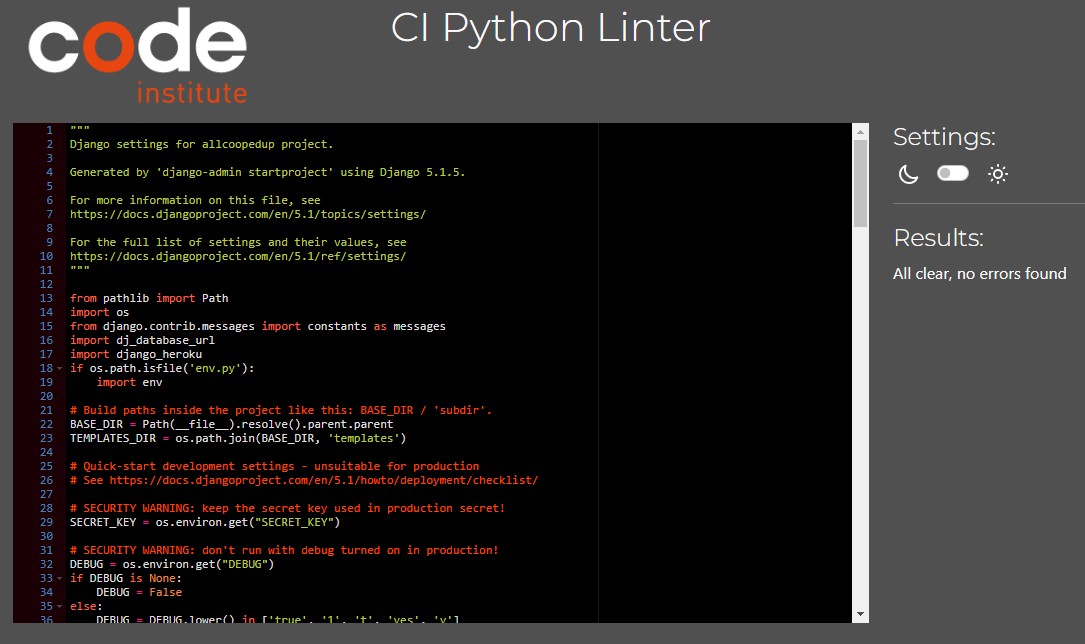 code
institute
CI Python Linter
1 """
2 Django settings for allcoopedup project.
3
4 Generated by 'django-admin startproject' using Django 5.1.5.
5
6 For more information on this file, see
7 https://docs.djangoproject.com/en/5.1/topics/settings/
8
9 For the full list of settings and their values, see
10 https://docs.djangoproject.com/en/5.1/ref/settings/
11 """
12
13 from pathlib import Path
14 import os
15 from django.contrib.messages import constants as messages
16 import dj_database_url
17 import django_heroku
18 if os.path.isfile('env.py'):
19     import env
20
21 # Build paths inside the project like this: BASE_DIR / 'subdir'.
22 BASE_DIR = Path(__file__).resolve().parent.parent
23 TEMPLATES_DIR = os.path.join(BASE_DIR, 'templates')
24
25 # Quick-start development settings - unsuitable for production
26 # See https://docs.djangoproject.com/en/5.1/howto/deployment/checklist/
27
28 # SECURITY WARNING: keep the secret key used in production secret!
29 SECRET_KEY = os.environ.get("SECRET_KEY")
30
31 # SECURITY WARNING: don't run with debug turned on in production!
32 DEBUG = os.environ.get("DEBUG")
33 if DEBUG is None:
34     DEBUG = False
35 else:
36     DEBUG = DEBUG.lower() in ['true', '1', 't', 'yes', 'y']
Settings:
Results:
All clear, no errors found